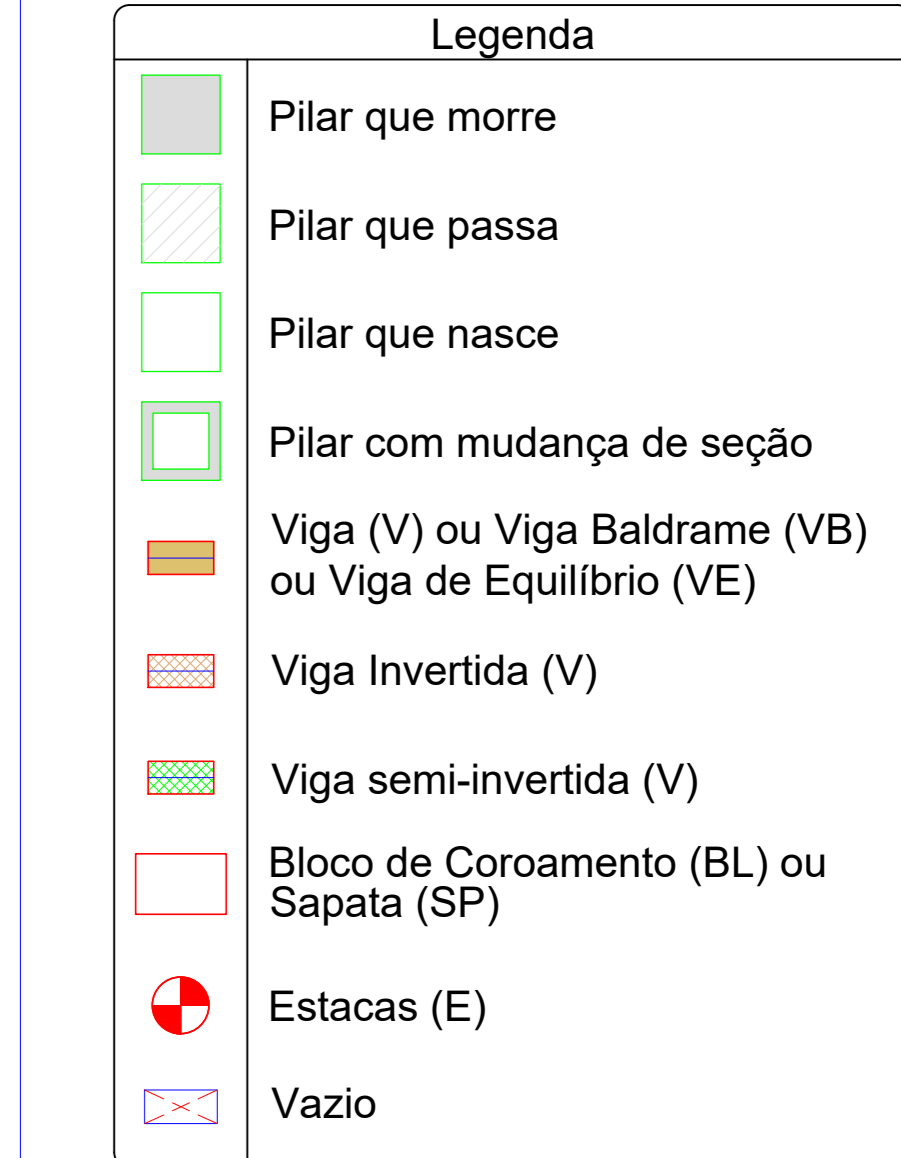 Legenda
Pilar que morre
Pilar que passa
Pilar que nasce
Pilar com mudança de seção
Viga (V) ou Viga Baldrame (VB)
ou Viga de Equilíbrio (VE)
Viga Invertida (V)
Viga semi-invertida (V)
Bloco de Coroamento (BL) ou
Sapata (SP)
Estacas (E)
Vazio